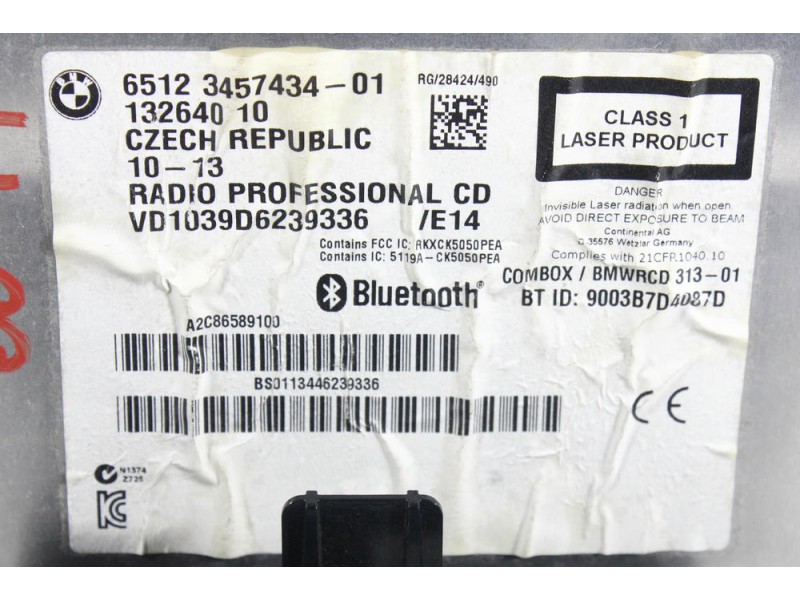 BMW
6512 3457434-01
RG/28424/490
132640 10
CZECH REPUBLIC
10-13
RADIO PROFESSIONAL CD
VD1039D6239336 /E14
CLASS 1
LASER PRODUCT
DANGER
Invisible Laser radiation when open.
AVOID DIRECT EXPOSURE TO BEAM
Continental AG
D 35576 Wetzlar Germany
Complies with 21CFR1040.10
Contains FCC IC: RKXCK5050PEA
Contains IC: 5119A-CK5050PEA
COMBOX / BMWRCD 313-01
Bluetooth®
BT ID: 9003B7D4087D
A2C86589100
BS0113446239336
CE
N1374
Z725